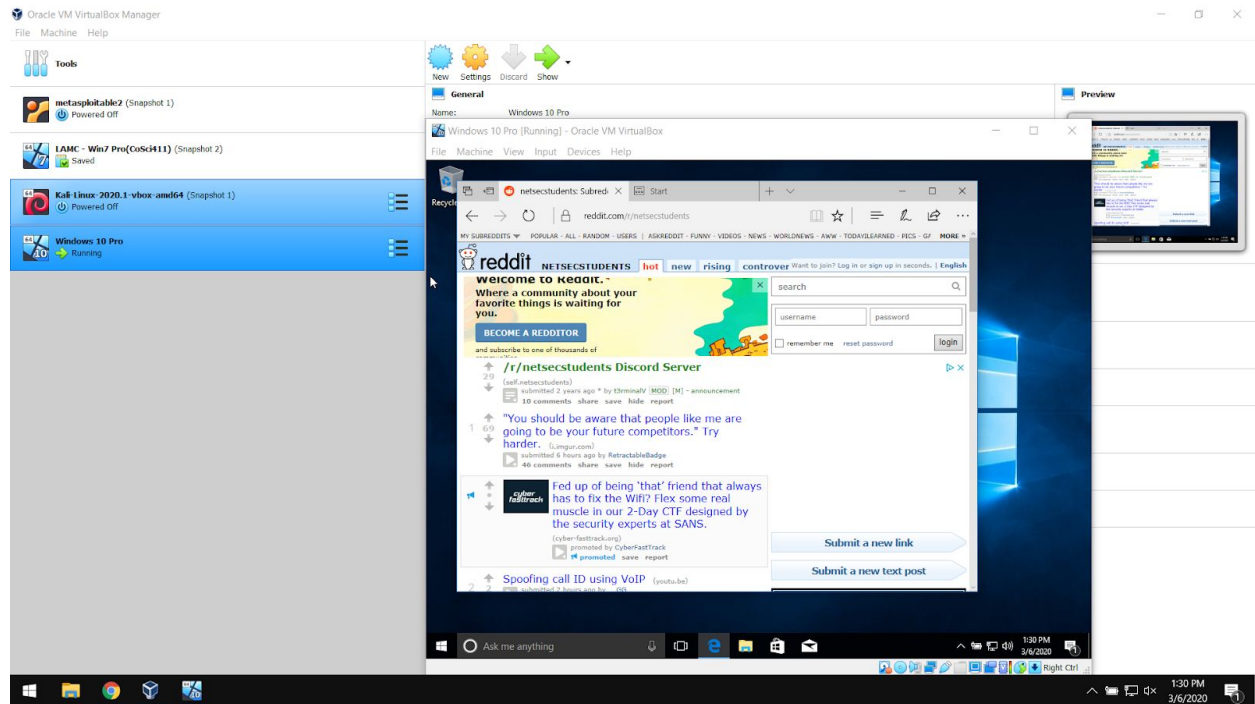 Oracle VM VirtualBox Manager
File Machine Help
Tools
metasploitable2 (Snapshot 1)
Powered Off
LAMC - Win7 Pro(CoSci411) (Snapshot 2)
Saved
Kali-Linux-2020.1-vbox-amd64 (Snapshot 1)
Powered Off
Windows 10 Pro
Running
New Settings Discard Show
General
Name: Windows 10 Pro
Preview
Windows 10 Pro [Running] - Oracle VM VirtualBox
File Machine View Input Devices Help
Recycle
netsecstudents: Subred Start
reddit.com/r/netsecstudents
MY SUBREDDITS POPULAR - ALL - RANDOM - USERS | ASKREDDIT - FUNNY - VIDEOS - NEWS - WORLDNEWS - AWW - TODAYILEARNED - PICS - GA MORE »
reddit NETSECSTUDENTS hot new rising controver Want to join? Log in or sign up in seconds. | English
Welcome to Reddit.
Where a community about your
favorite things is waiting for
you.
BECOME A REDDITOR
and subscribe to one of thousands of
search
username password
remember me reset password login
29
/r/netsecstudents Discord Server
(self.netsecstudents)
submitted 2 years ago * by t3rminalV [MOD] [M] - announcement
10 comments share save hide report
1 69
"You should be aware that people like me are
going to be your future competitors." Try
harder. (i.imgur.com)
submitted 6 hours ago by RetractableBadge
46 comments share save hide report
cyber
fasttrack
Fed up of being ‘that’ friend that always
has to fix the Wifi? Flex some real
muscle in our 2-Day CTF designed by
the security experts at SANS.
(cyber-fasttrack.org)
promoted by CyberFastTrack
promoted save report
2 2
Spoofing call ID using VoIP (youtu.be)
submitted 2 hours ago by
Submit a new link
Submit a new text post
Ask me anything
1:30 PM
3/6/2020
Right Ctrl
1:30 PM
3/6/2020